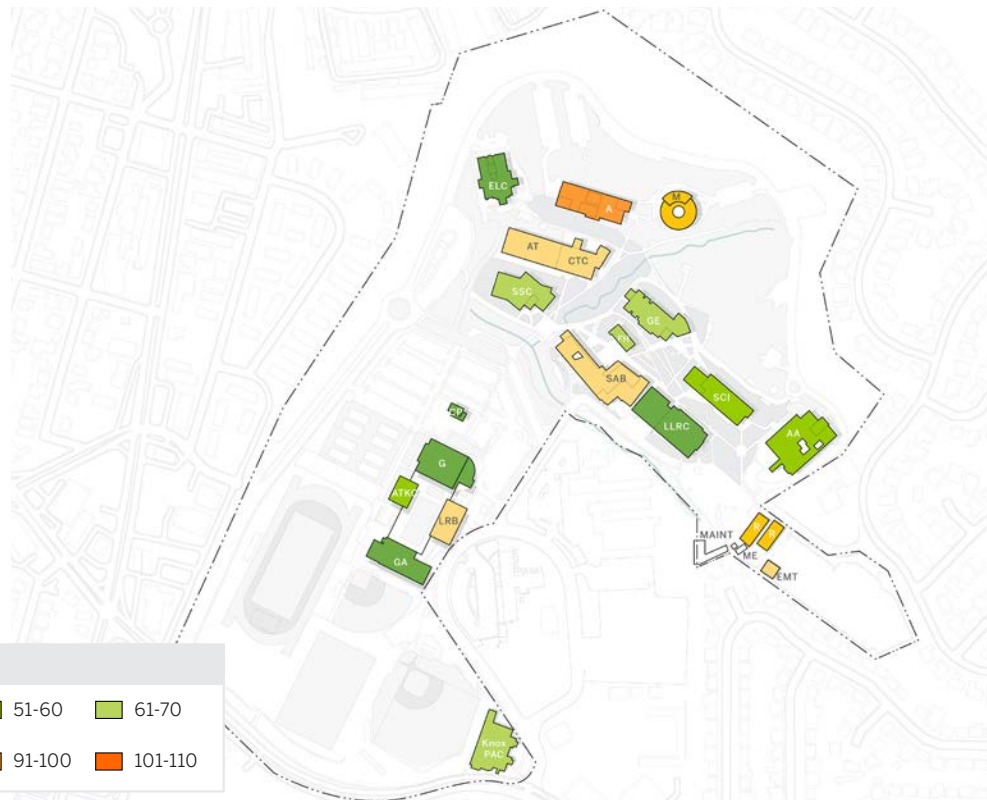 ELC
A
M
AT
CTC
SSC
GE
FH
SAB
SCI
LLRC
AA
CP
G
ATKC
LRB
GA
MAINT
B
ME
EMT
Knox
PAC
51-60
61-70
91-100
101-110